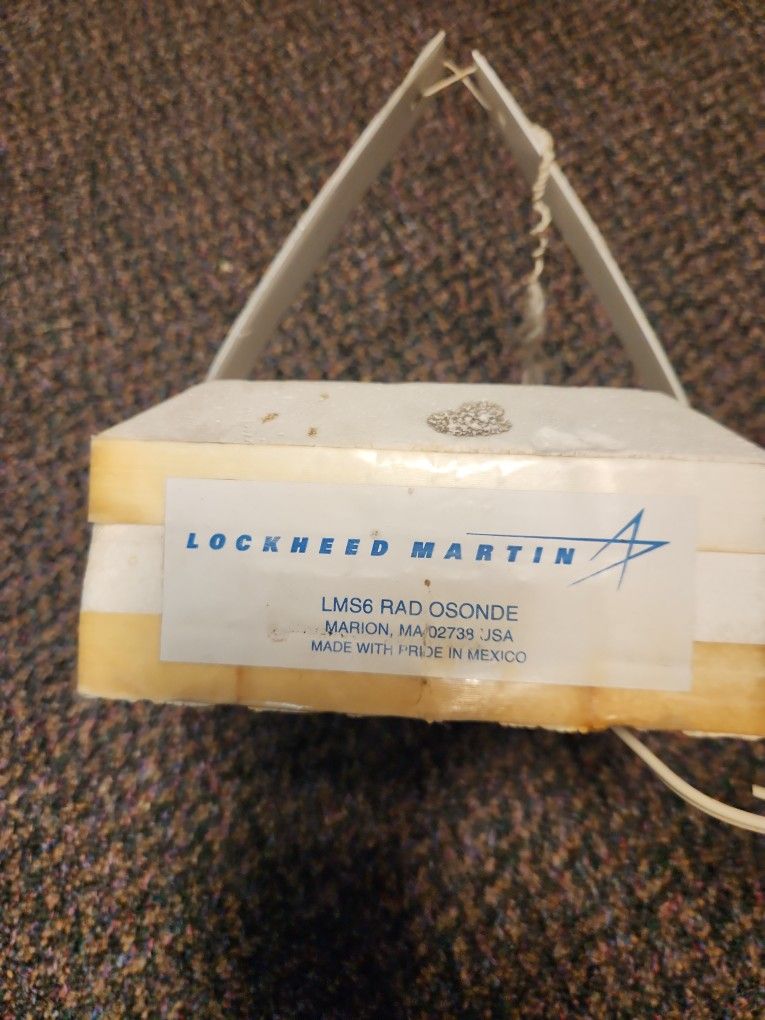 LOCKHEED MARTIN
LMS6 RAD OSONDE
MARION, MA 02738 USA
MADE WITH PRIDE IN MEXICO